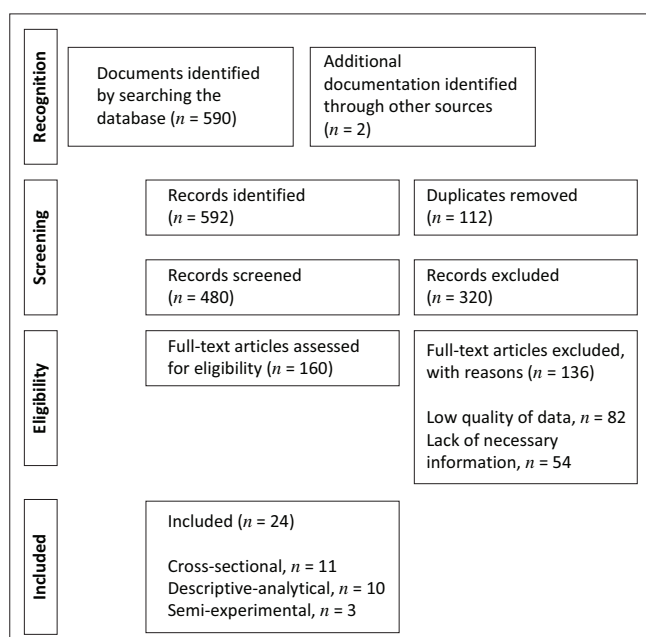 Recognition
Documents identified
by searching the
database (n = 590)
Additional
documentation identified
through other sources
(n = 2)
Screening
Records identified
(n = 592)
Duplicates removed
(n = 112)
Records screened
(n = 480)
Records excluded
(n = 320)
Eligibility
Full-text articles assessed
for eligibility (n = 160)
Full-text articles excluded,
with reasons (n = 136)
Low quality of data, n = 82
Lack of necessary
information, n = 54
Included
Included (n = 24)
Cross-sectional, n = 11
Descriptive-analytical, n = 10
Semi-experimental, n = 3